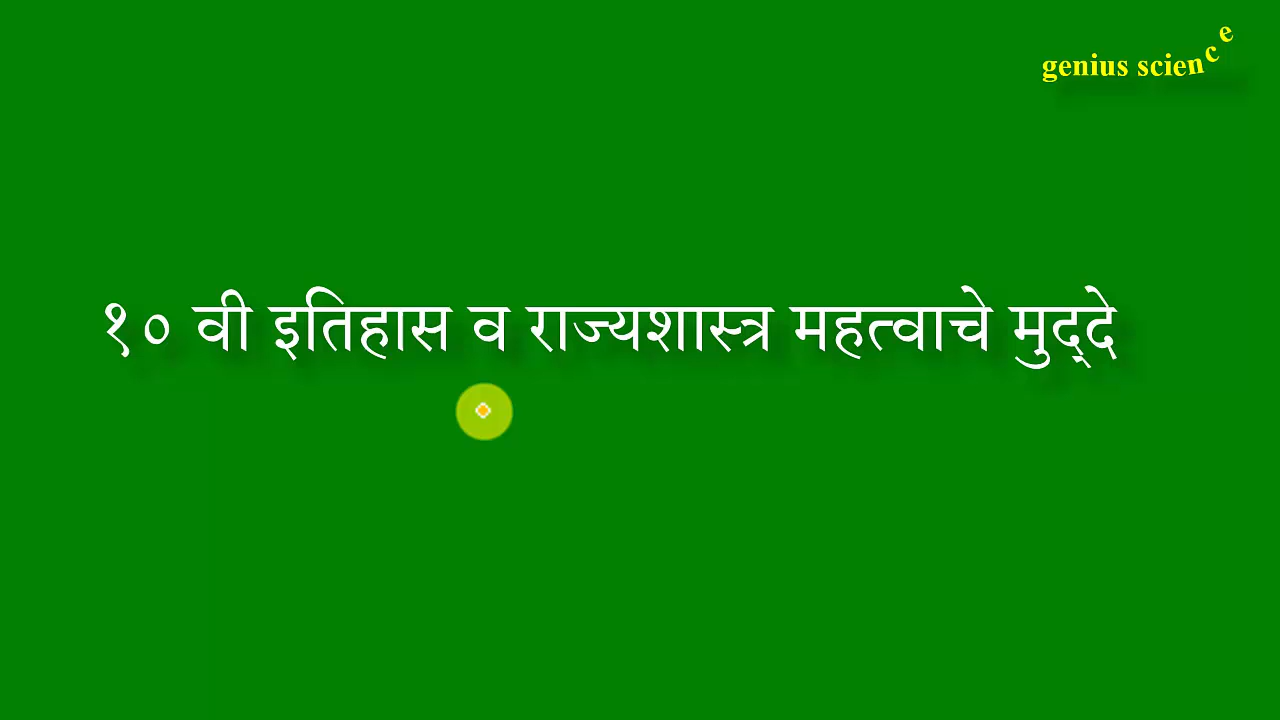 genius science
१० वी इतिहास व राज्यशास्त्र महत्वाचे मुद्‌दे